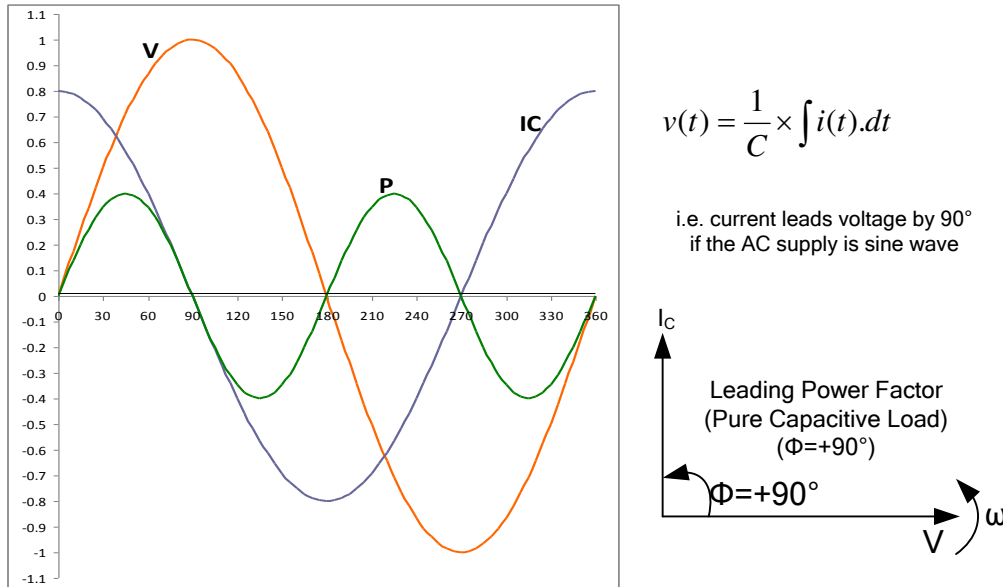 1.1
1
0.9
0.8
0.7
0.6
0.5
0.4
0.3
0.2
0.1
0
-0.1
-0.2
-0.3
-0.4
-0.5
-0.6
-0.7
-0.8
-0.9
-1
-1.1
0 30 60 90 120 150 180 210 240 270 300 330 360
V
IC
P
v(t) = 1/C × ∫ i(t).dt
i.e. current leads voltage by 90°
if the AC supply is sine wave
I_C
Leading Power Factor
(Pure Capacitive Load)
(Φ=+90°)
Φ=+90°
V
ω